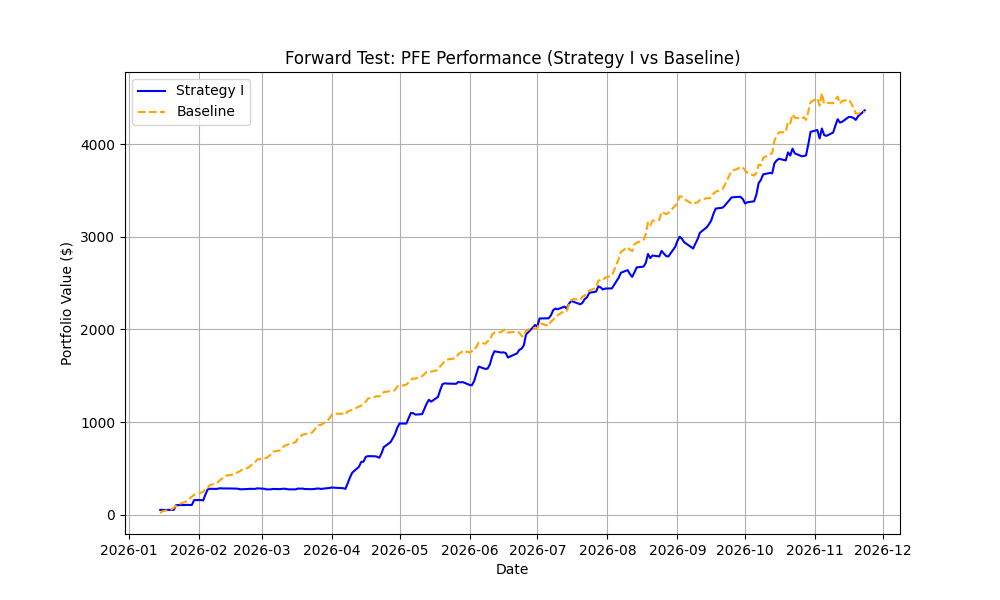 Forward Test: PFE Performance (Strategy I vs Baseline)
Strategy I
Baseline
Portfolio Value ($)
4000
3000
2000
1000
0
2026-01 2026-02 2026-03 2026-04 2026-05 2026-06 2026-07 2026-08 2026-09 2026-10 2026-11 2026-12
Date